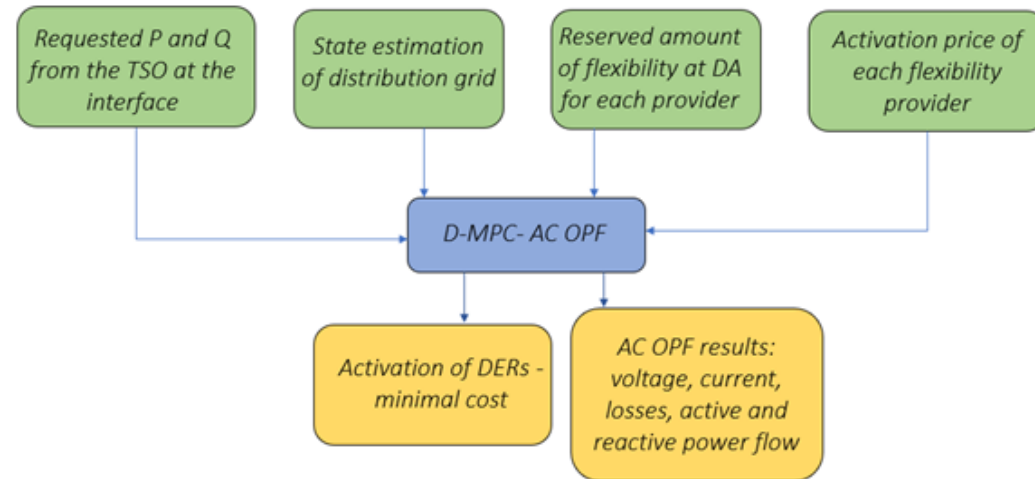 Requested P and Q
from the TSO at the
interface
State estimation
of distribution grid
Reserved amount
of flexibility at DA
for each provider
Activation price of
each flexibility
provider
D-MPC- AC OPF
Activation of DERs -
minimal cost
AC OPF results:
voltage, current,
losses, active and
reactive power flow